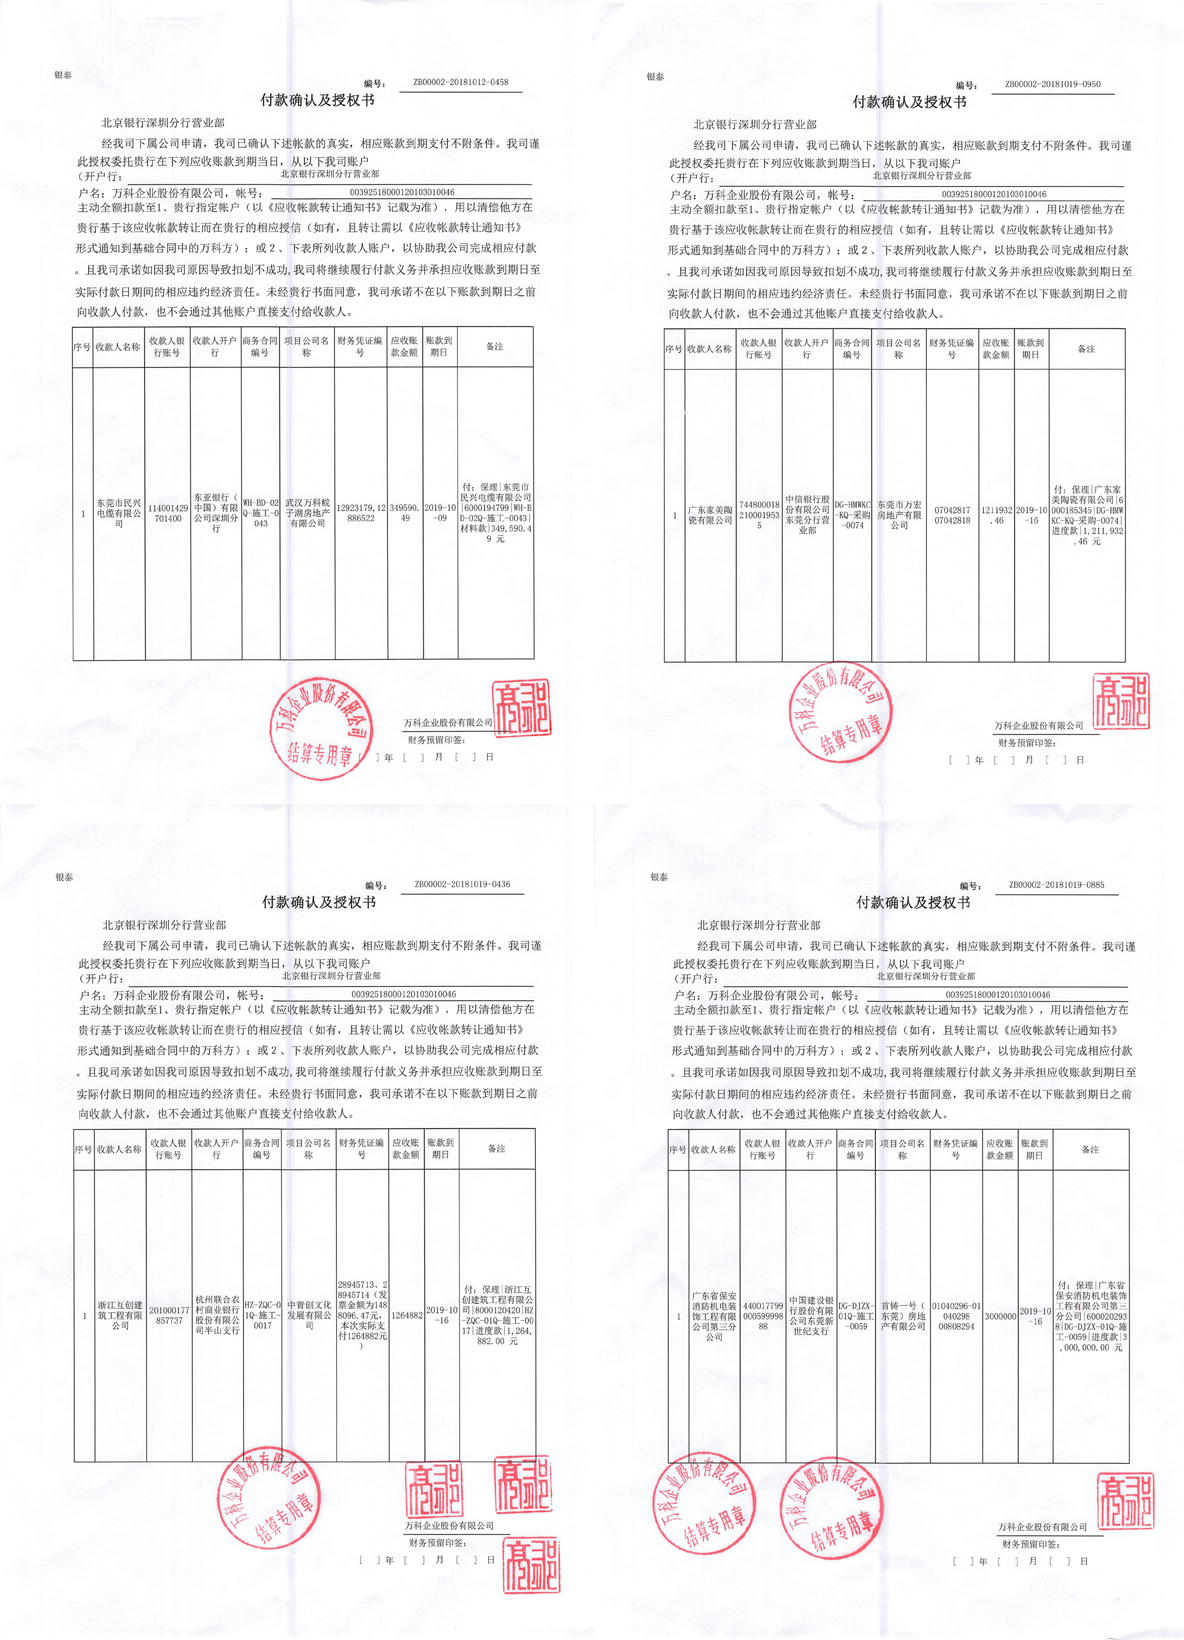 银泰
编号： ZB00002-20181012-0458
付款确认及授权书
北京银行深圳分行营业部
经我司下属公司申请，我司已确认下述帐款的真实，相应账款到期支付不附条件。我司谨
此授权委托贵行在下列应收账款到期当日，从以下我司账户
（开户行： 北京银行深圳分行营业部
户名：万科企业股份有限公司，帐号： 00392518000120103010046
主动全额扣款至1、贵行指定帐户（以《应收帐款转让通知书》记载为准），用以清偿他方在
贵行基于该应收帐款转让而在贵行的相应授信（如有，且转让需以《应收帐款转让通知书》
形式通知到基础合同中的万科方）；或２、下表所列收款人账户，以协助我公司完成相应付款
。且我司承诺如因我司原因导致扣划不成功,我司将继续履行付款义务并承担应收账款到期日至
实际付款日期间的相应违约经济责任。未经贵行书面同意，我司承诺不在以下账款到期日之前
向收款人付款，也不会通过其他账户直接支付给收款人。
序号 收款人名称 收款人银行账号 收款人开户行 商务合同编号 项目公司名称 财务凭证编号 应收账款金额 账款到期日 备注
1 东莞市民兴电缆有限公司 114001429701400 东亚银行（中国）有限公司深圳分行 WH-BD-02Q-施工-0043 武汉万科鲩子湖房地产有限公司 12923179,12886522 349590.49 2019-10-09 付：保理|东莞市民兴电缆有限公司|6000194799|WH-BD-02Q-施工-0043|材料款|349,590.49 元
万科企业股份有限公司
结算专用章
万科企业股份有限公司
财务预留印签：
[ ]年 [ ] 月 [ ] 日
银泰
编号： ZB00002-20181019-0950
付款确认及授权书
北京银行深圳分行营业部
经我司下属公司申请，我司已确认下述帐款的真实，相应账款到期支付不附条件。我司谨
此授权委托贵行在下列应收账款到期当日，从以下我司账户
（开户行： 北京银行深圳分行营业部
户名：万科企业股份有限公司，帐号： 00392518000120103010046
主动全额扣款至1、贵行指定帐户（以《应收帐款转让通知书》记载为准），用以清偿他方在
贵行基于该应收帐款转让而在贵行的相应授信（如有，且转让需以《应收帐款转让通知书》
形式通知到基础合同中的万科方）；或２、下表所列收款人账户，以协助我公司完成相应付款
。且我司承诺如因我司原因导致扣划不成功,我司将继续履行付款义务并承担应收账款到期日至
实际付款日期间的相应违约经济责任。未经贵行书面同意，我司承诺不在以下账款到期日之前
向收款人付款，也不会通过其他账户直接支付给收款人。
序号 收款人名称 收款人银行账号 收款人开户行 商务合同编号 项目公司名称 财务凭证编号 应收账款金额 账款到期日 备注
1 广东家美陶瓷有限公司 7448000182100019535 中信银行股份有限公司东莞分行营业部 DG-HMWKC-KQ-采购-0074 东莞市万宏房地产有限公司 07042817 07042818 1211932.46 2019-10-16 付：保理|广东家美陶瓷有限公司|6000185345|DG-HMWKC-KQ-采购-0074|进度款|1,211,932.46 元
万科企业股份有限公司
结算专用章
万科企业股份有限公司
财务预留印签：
[ ]年 [ ] 月 [ ] 日
银泰
编号： ZB00002-20181019-0436
付款确认及授权书
北京银行深圳分行营业部
经我司下属公司申请，我司已确认下述帐款的真实，相应账款到期支付不附条件。我司谨
此授权委托贵行在下列应收账款到期当日，从以下我司账户
（开户行： 北京银行深圳分行营业部
户名：万科企业股份有限公司，帐号： 00392518000120103010046
主动全额扣款至1、贵行指定帐户（以《应收帐款转让通知书》记载为准），用以清偿他方在
贵行基于该应收帐款转让而在贵行的相应授信（如有，且转让需以《应收帐款转让通知书》
形式通知到基础合同中的万科方）；或２、下表所列收款人账户，以协助我公司完成相应付款
。且我司承诺如因我司原因导致扣划不成功,我司将继续履行付款义务并承担应收账款到期日至
实际付款日期间的相应违约经济责任。未经贵行书面同意，我司承诺不在以下账款到期日之前
向收款人付款，也不会通过其他账户直接支付给收款人。
序号 收款人名称 收款人银行账号 收款人开户行 商务合同编号 项目公司名称 财务凭证编号 应收账款金额 账款到期日 备注
1 浙江互创建筑工程有限公司 201000177857737 杭州联合农村商业银行股份有限公司半山支行 HZ-ZQC-01Q-施工-0017 中青创文化发展有限公司 28945713、28945714（发票金额为1488096.47元，本次实际支付1264882元） 1264882 2019-10-16 付：保理|浙江互创建筑工程有限公司|8000120420|HZ-ZQC-01Q-施工-0017|进度款|1,264,882.00 元
万科企业股份有限公司
结算专用章
万科企业股份有限公司
财务预留印签：
[ ]年 [ ] 月 [ ] 日
银泰
编号： ZB00002-20181019-0885
付款确认及授权书
北京银行深圳分行营业部
经我司下属公司申请，我司已确认下述帐款的真实，相应账款到期支付不附条件。我司谨
此授权委托贵行在下列应收账款到期当日，从以下我司账户
（开户行： 北京银行深圳分行营业部
户名：万科企业股份有限公司，帐号： 00392518000120103010046
主动全额扣款至1、贵行指定帐户（以《应收帐款转让通知书》记载为准），用以清偿他方在
贵行基于该应收帐款转让而在贵行的相应授信（如有，且转让需以《应收帐款转让通知书》
形式通知到基础合同中的万科方）；或２、下表所列收款人账户，以协助我公司完成相应付款
。且我司承诺如因我司原因导致扣划不成功,我司将继续履行付款义务并承担应收账款到期日至
实际付款日期间的相应违约经济责任。未经贵行书面同意，我司承诺不在以下账款到期日之前
向收款人付款，也不会通过其他账户直接支付给收款人。
序号 收款人名称 收款人银行账号 收款人开户行 商务合同编号 项目公司名称 财务凭证编号 应收账款金额 账款到期日 备注
1 广东省保安消防机电装饰工程有限公司第三分公司 44001779900059999888 中国建设银行股份有限公司东莞新世纪支行 DG-DJZX-01Q-施工-0059 首铸一号（东莞）房地产有限公司 01040296-01040298 00808294 3000000 2019-10-16 付：保理|广东省保安消防机电装饰工程有限公司第三分公司|6000202938|DG-DJZX-01Q-施工-0059|进度款|3,000,000.00 元
万科企业股份有限公司
结算专用章
万科企业股份有限公司
结算专用章
万科企业股份有限公司
财务预留印签：
[ ]年 [ ] 月 [ ] 日